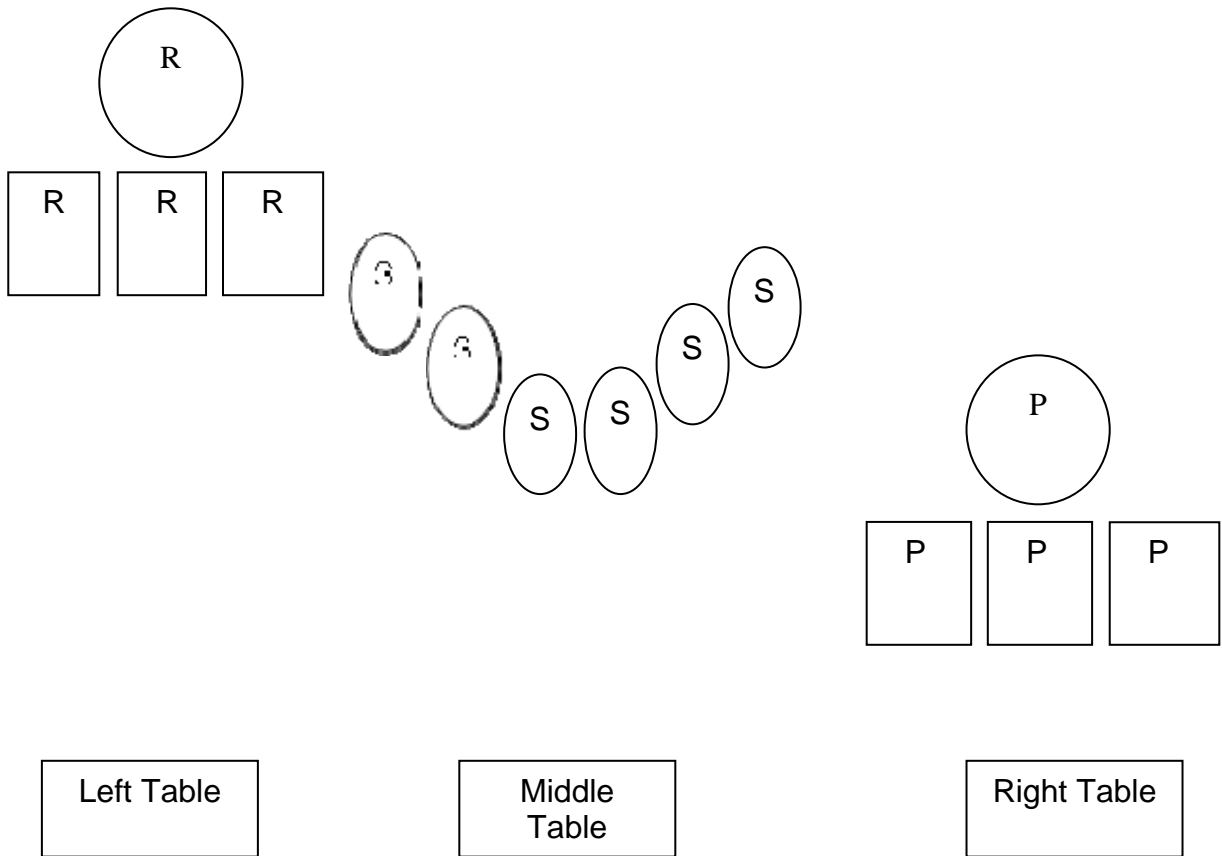 R
R R R
S
S
S
S
P
P P P
Left Table
Middle
Table
Right Table